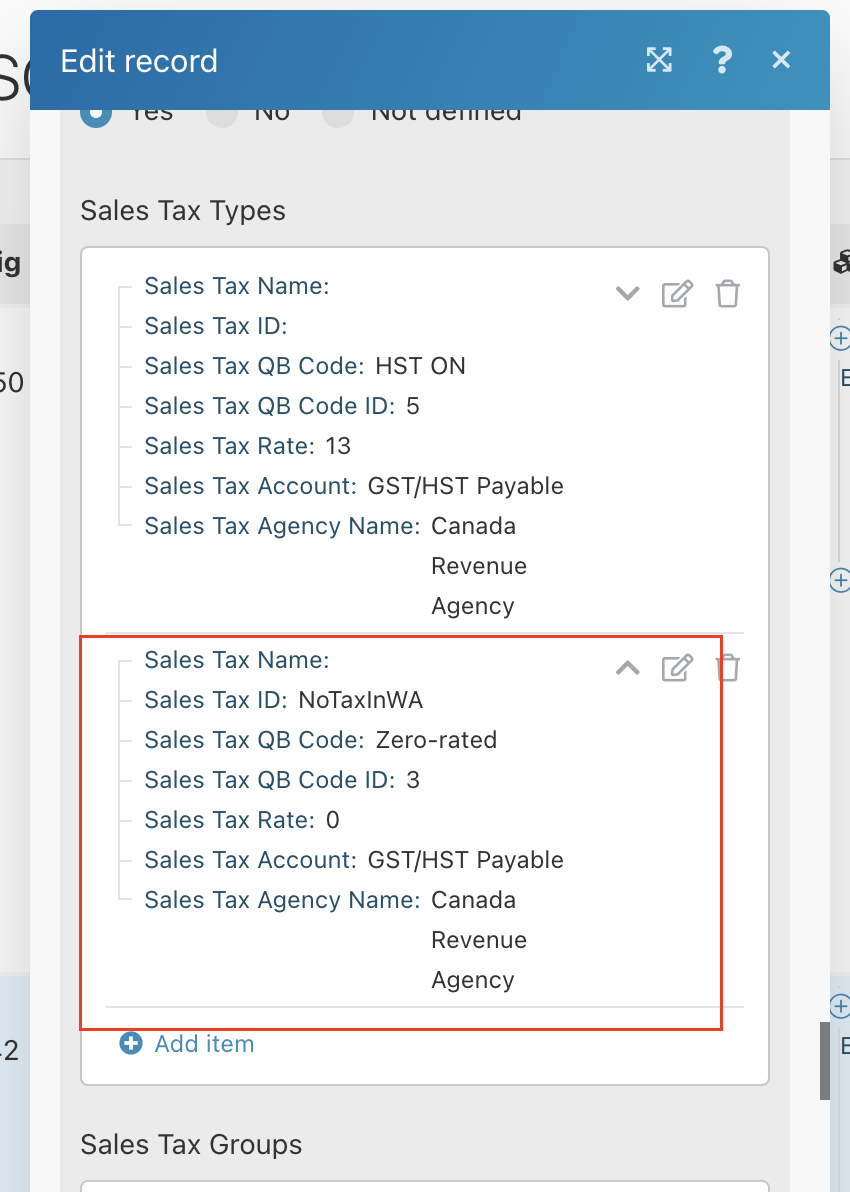 Edit record
?
Yes No Not defined
ig
50
42
Sales Tax Types
Sales Tax Name:
Sales Tax ID:
Sales Tax QB Code: HST ON
Sales Tax QB Code ID: 5
Sales Tax Rate: 13
Sales Tax Account: GST/HST Payable
Sales Tax Agency Name: Canada
Revenue
Agency
Sales Tax Name:
Sales Tax ID: NoTaxInWA
Sales Tax QB Code: Zero-rated
Sales Tax QB Code ID: 3
Sales Tax Rate: 0
Sales Tax Account: GST/HST Payable
Sales Tax Agency Name: Canada
Revenue
Agency
Add item
Sales Tax Groups